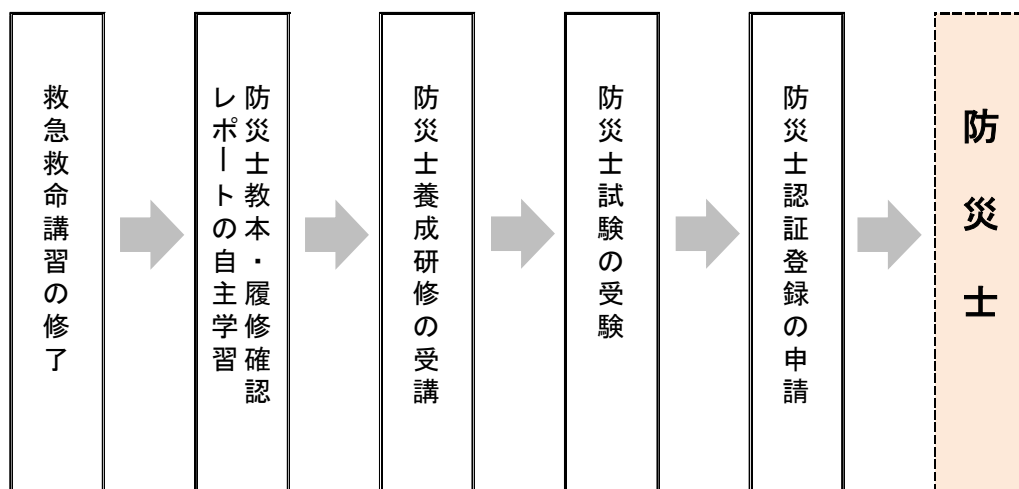 救急救命講習の修了
防災士教本・履修確認
レポートの自主学習
防災士養成研修の受講
防災士試験の受験
防災士認証登録の申請
防災士